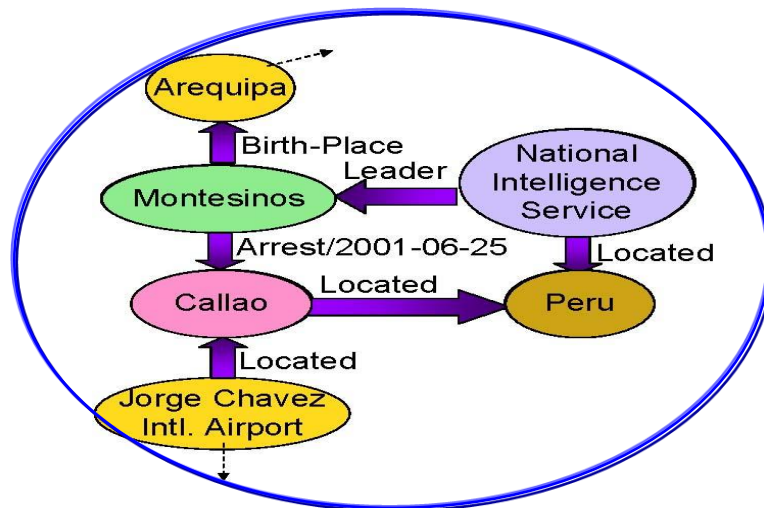 Arequipa
Birth-Place
Leader
National
Intelligence
Service
Montesinos
Arrest/2001-06-25
Located
Located
Callao
Peru
Located
Jorge Chavez
Intl. Airport